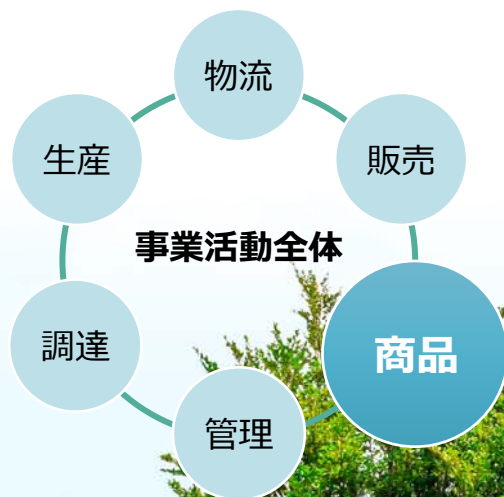 物流
生産
販売
事業活動全体
調達
商品
管理